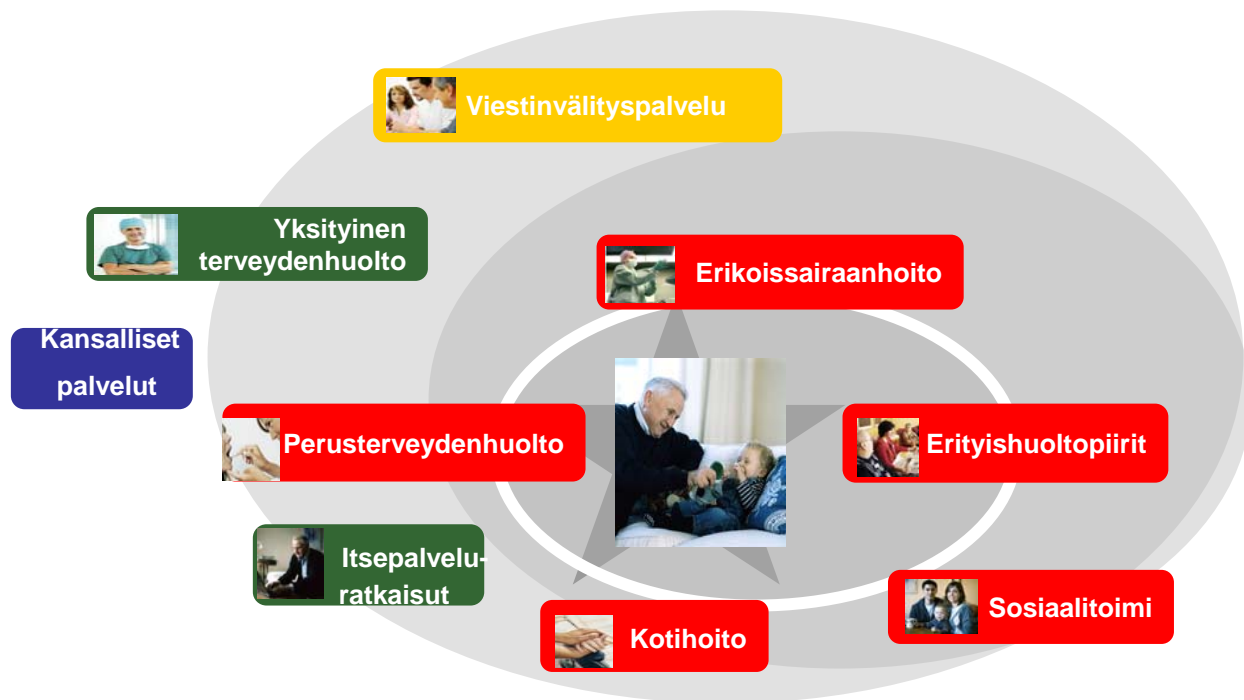 Viestinvälityspalvelu
Yksityinen
terveydenhuolto
Erikoissairaanhoito
Kansalliset
palvelut
Perusterveydenhuolto
Erityishuoltopiirit
Itsepalvelu-
ratkaisut
Sosiaalitoimi
Kotihoito